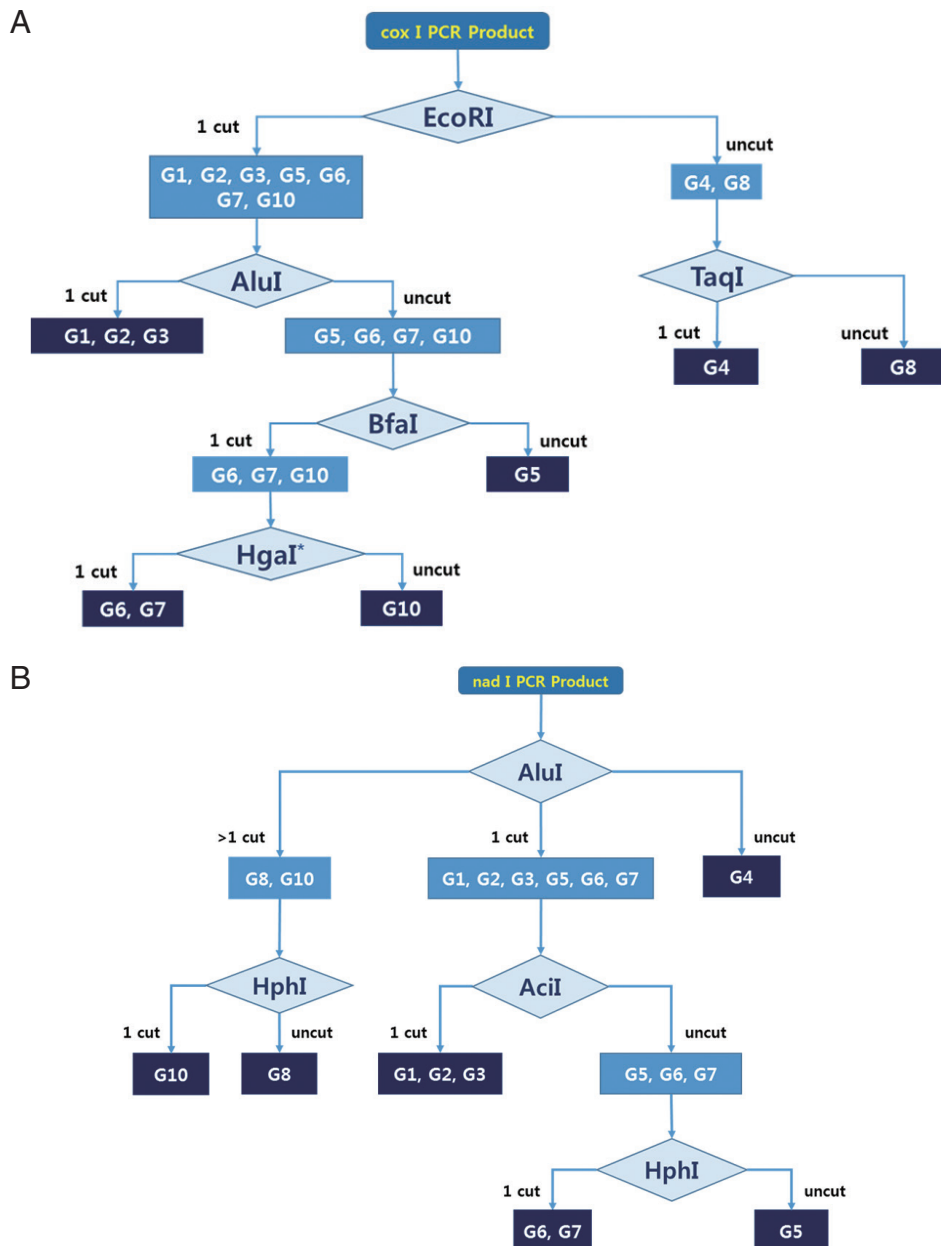 A
cox I PCR Product
EcoRI
1 cut
uncut
G1, G2, G3, G5, G6,
G7, G10
G4, G8
AluI
TaqI
1 cut
uncut
1 cut
uncut
G1, G2, G3
G5, G6, G7, G10
G4
G8
BfaI
1 cut
uncut
G6, G7, G10
G5
HgaI*
1 cut
uncut
G6, G7
G10
B
nad I PCR Product
AluI
>1 cut
1 cut
uncut
G8, G10
G1, G2, G3, G5, G6, G7
G4
HphI
AciI
1 cut
uncut
1 cut
uncut
G10
G8
G1, G2, G3
G5, G6, G7
HphI
1 cut
uncut
G6, G7
G5